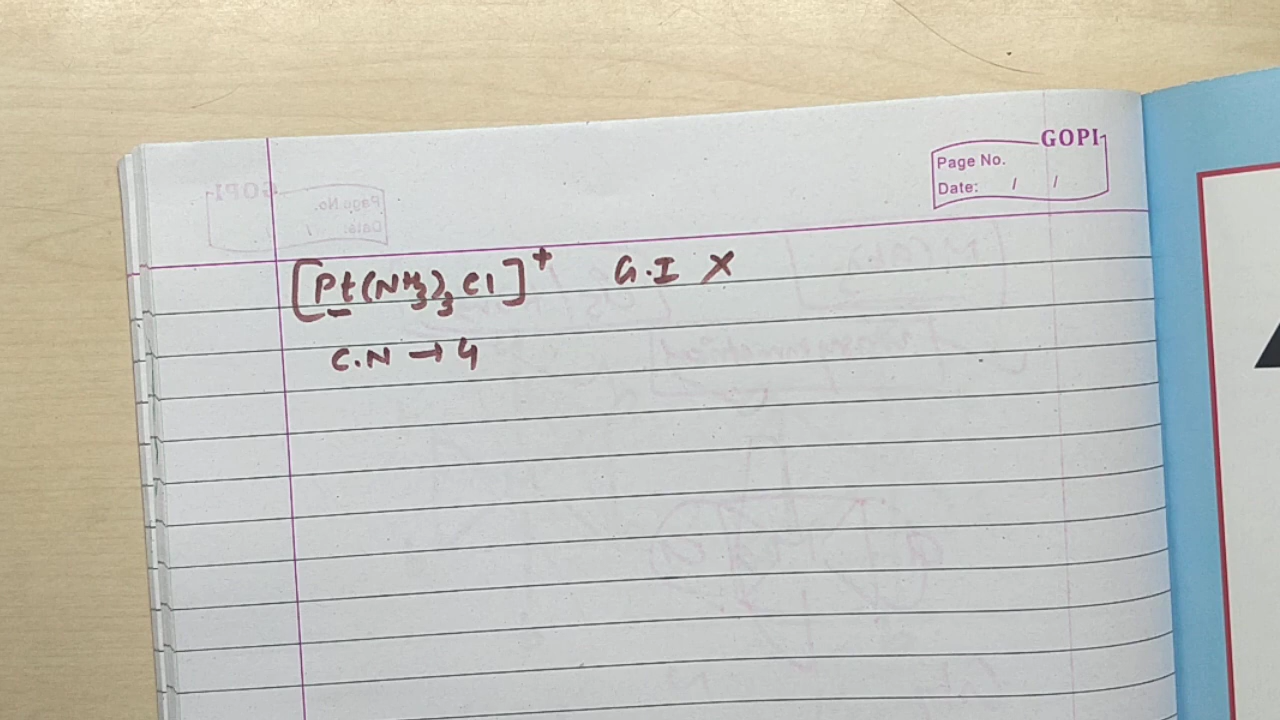 GOPI
Page No.
Date: / /
[Pt(NH3)3Cl]+ G.I X
C.N → 4